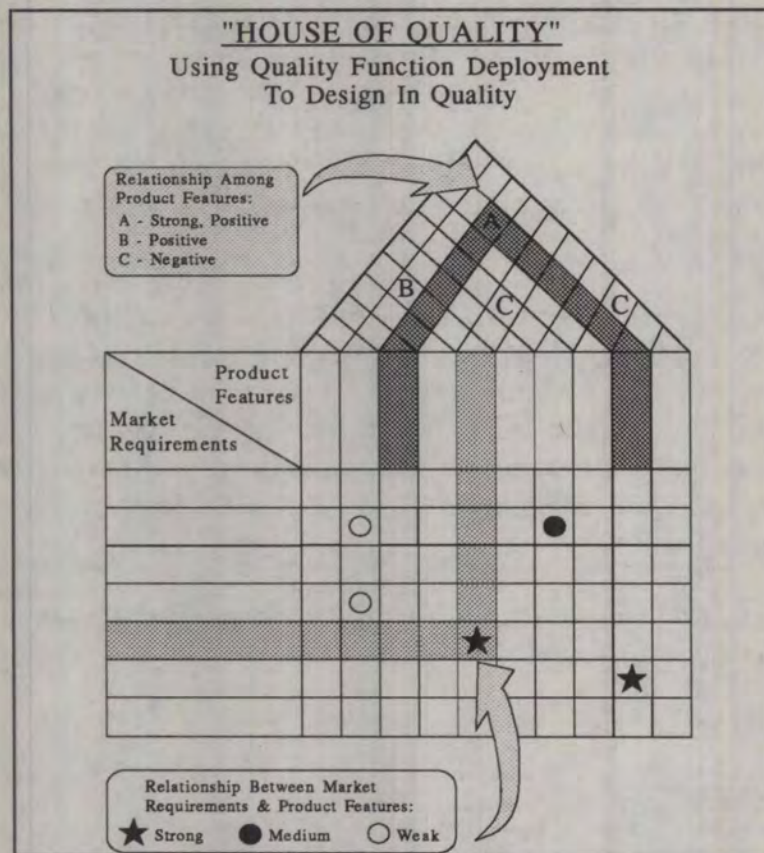 "HOUSE OF QUALITY"
Using Quality Function Deployment
To Design In Quality
Relationship Among
Product Features:
A - Strong, Positive
B - Positive
C - Negative
A
B
C
C
Product
Features
Market
Requirements
Relationship Between Market
Requirements & Product Features:
Strong
Medium
Weak